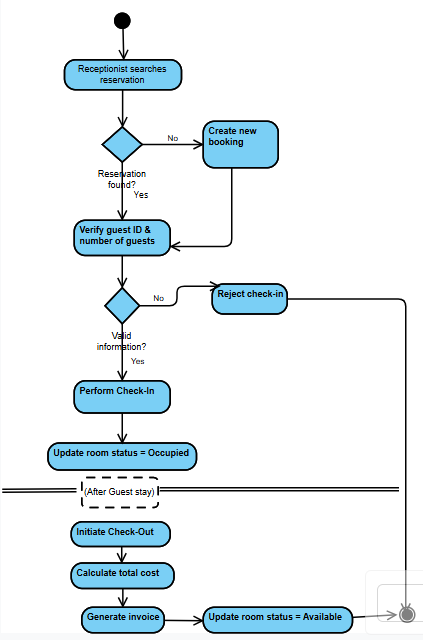 Receptionist searches
reservation
No
Create new
booking
Reservation
found?
Yes
Verify guest ID &
number of guests
No
Reject check-in
Valid
information?
Yes
Perform Check-In
Update room status = Occupied
(After Guest stay)
Initiate Check-Out
Calculate total cost
Generate invoice
Update room status = Available